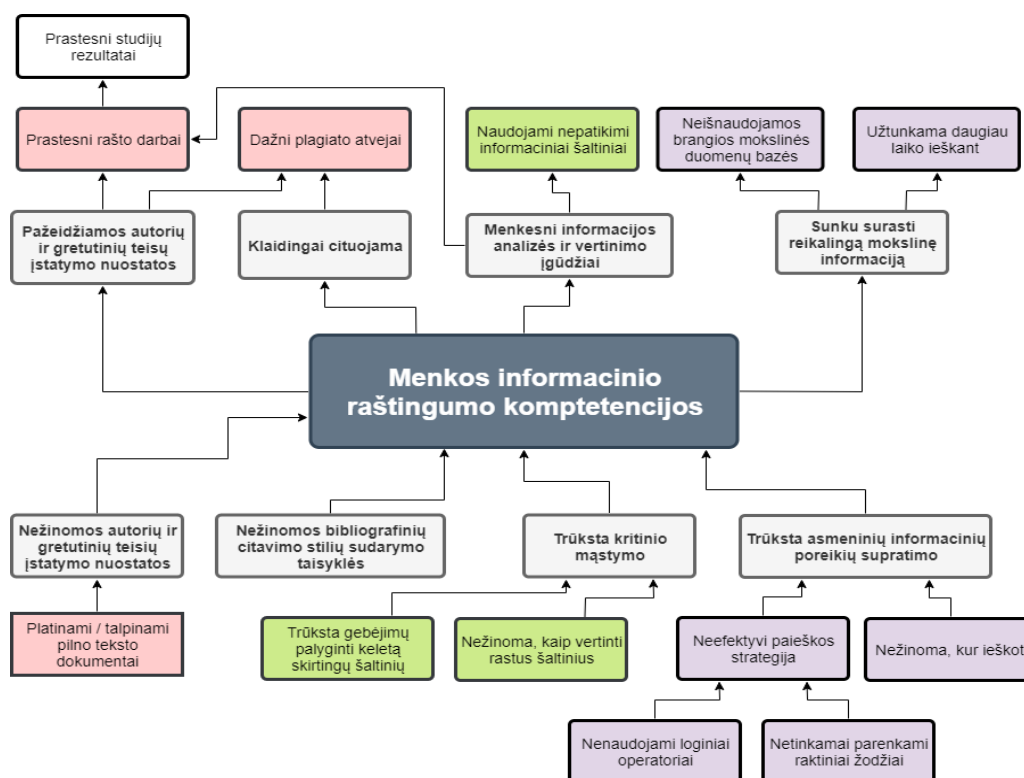 Prastesni studijų
rezultatai
Prastesni rašto darbai
Dažni plagiato atvejai
Naudojami nepatikimi
informaciniai šaltiniai
Neišnaudojamos
brangios mokslinės
duomenų bazės
Užtunkama daugiau
laiko ieškant
Pažeidžiamos autorių
ir gretutinių teisų
įstatymo nuostatos
Klaidingai cituojama
Menkesni informacijos
analizės ir vertinimo
įgūdžiai
Sunku surasti
reikalingą mokslinę
informaciją
Menkos informacinio
raštingumo komptetencijos
Nežinomos autorių ir
gretutinių teisių
įstatymo nuostatos
Nežinomos bibliografinių
citavimo stilių sudarymo
taisyklės
Trūksta kritinio
mąstymo
Trūksta asmeninių informacinių
poreikių supratimo
Platinami / talpinami
pilno teksto
dokumentai
Trūksta gebėjimų
palyginti keletą
skirtingų šaltinių
Nežinoma, kaip vertinti
rastus šaltinius
Neefektyvi paieškos
strategija
Nežinoma, kur ieškot
Nenaudojami loginiai
operatoriai
Netinkamai parenkami
raktiniai žodžiai